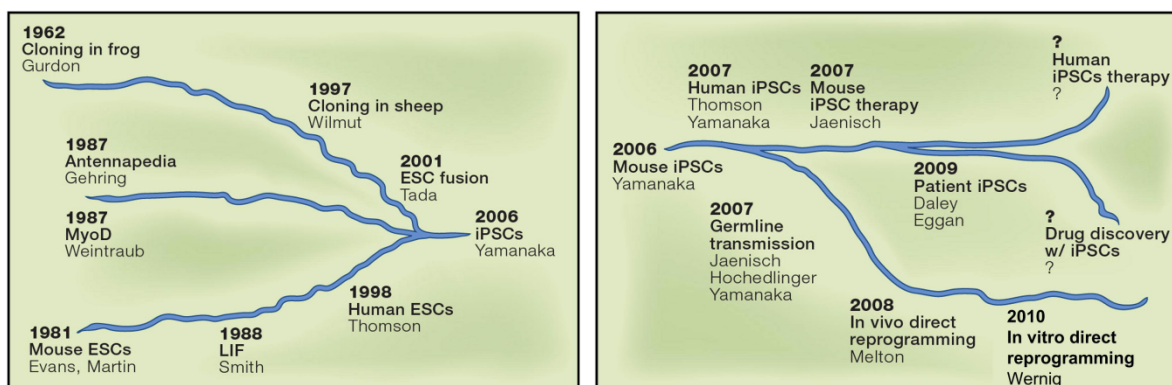 1962
Cloning in frog
Gurdon
1997
Cloning in sheep
Wilmut
1987
Antennapedia
Gehring
2001
ESC fusion
Tada
1987
MyoD
Weintraub
2006
iPSCs
Yamanaka
1998
Human ESCs
Thomson
1981
Mouse ESCs
Evans, Martin
1988
LIF
Smith
?
Human
iPSCs therapy
?
2007
Human iPSCs
Thomson
Yamanaka
2007
Mouse
iPSC therapy
Jaenisch
2006
Mouse iPSCs
Yamanaka
2009
Patient iPSCs
Daley
Eggan
2007
Germline
transmission
Jaenisch
Hochedlinger
Yamanaka
?
Drug discovery
w/ iPSCs
?
2008
In vivo direct
reprogramming
Melton
2010
In vitro direct
reprogramming
Wernig